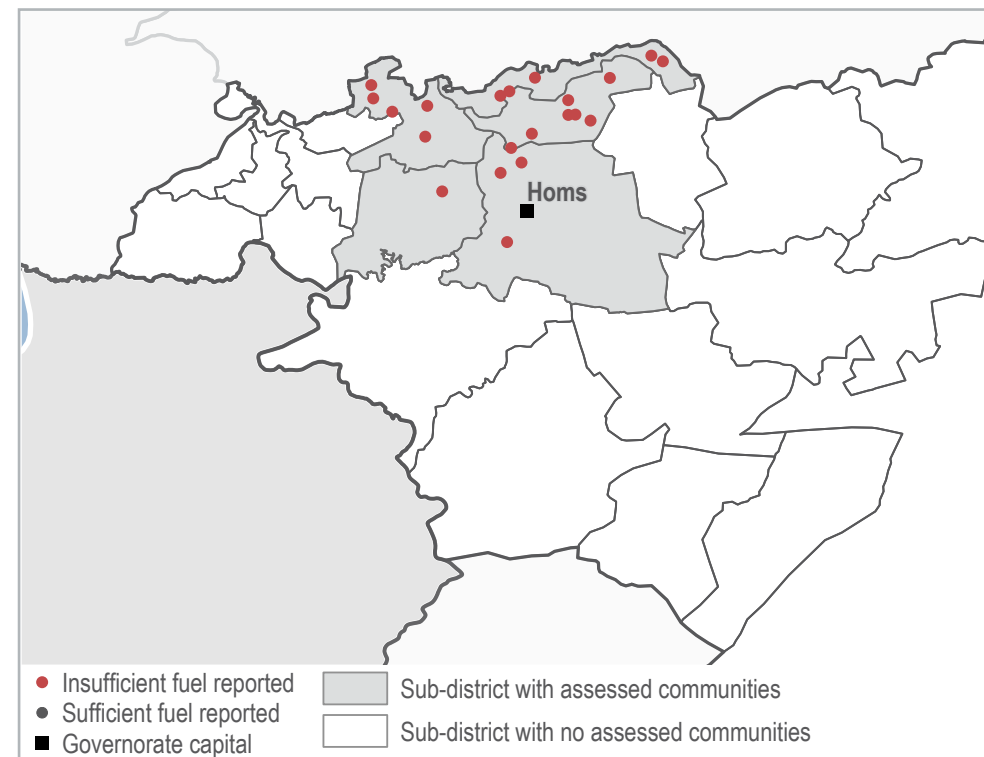 Homs
Insufficient fuel reported
Sufficient fuel reported
Governorate capital
Sub-district with assessed communities
Sub-district with no assessed communities